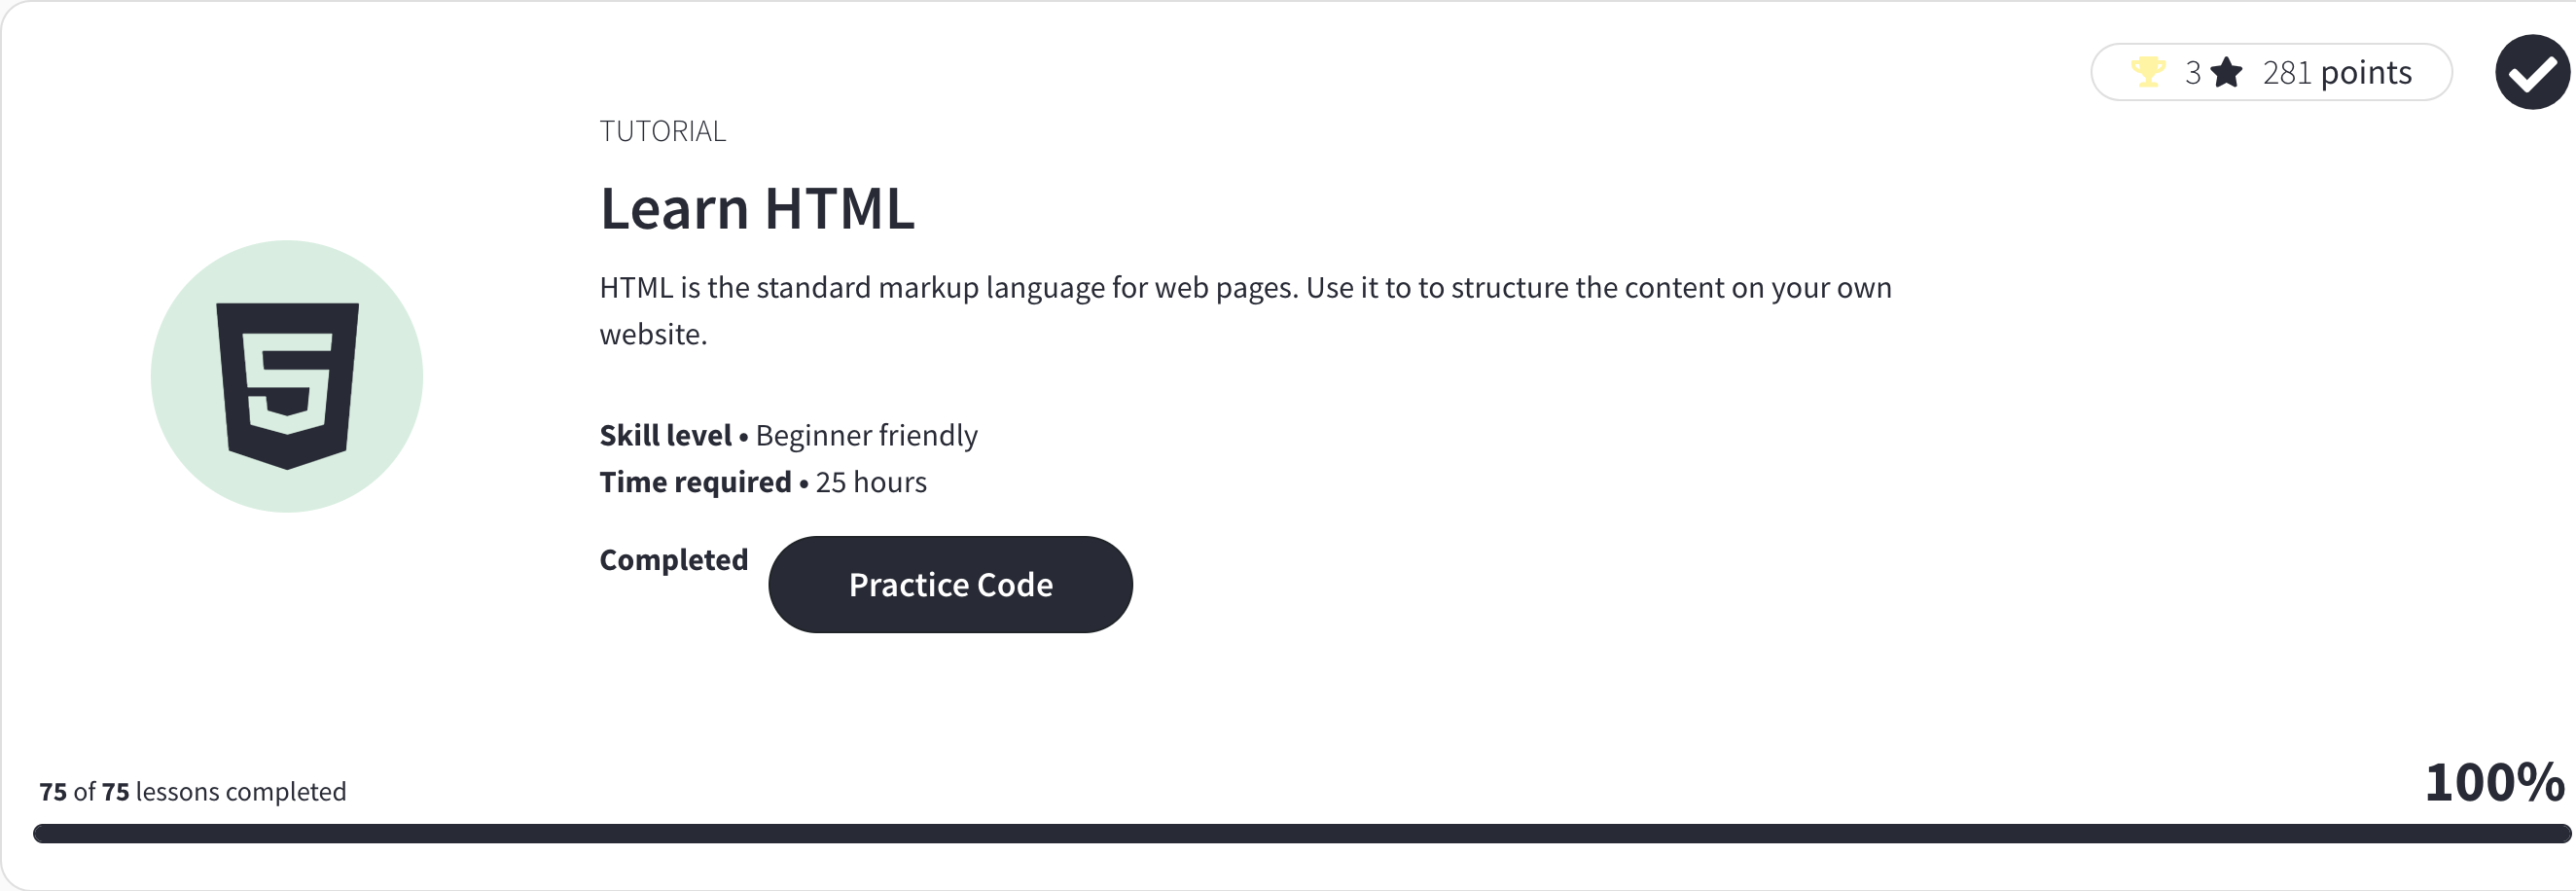 3 281 points
TUTORIAL
Learn HTML
HTML is the standard markup language for web pages. Use it to to structure the content on your own
website.
Skill level • Beginner friendly
Time required • 25 hours
Completed Practice Code
75 of 75 lessons completed
100%